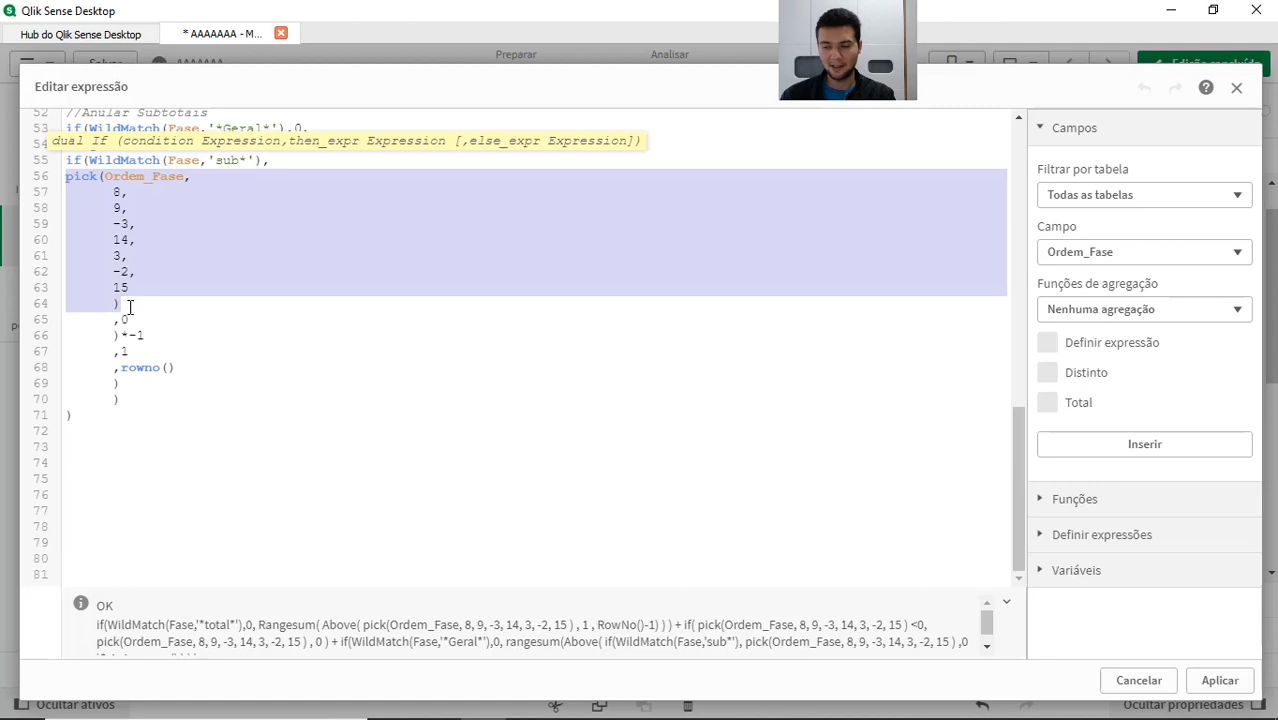 Qlik Sense Desktop
Hub do Qlik Sense Desktop
* AAAAAAA - M...
Preparar
Análisar
Salvar
AAAAAAA
Edição concluída
Editar expressão
52 //Anular Subtotais
53 if(WildMatch(Fase,'*Geral*'),0,
54
dual If (condition Expression,then_expr Expression [,else_expr Expression])
55 if(WildMatch(Fase,'sub*'),
56 pick(Ordem_Fase,
57 8,
58 9,
59 -3,
60 14,
61 3,
62 -2,
63 15
64 )
65 ,0
66 )*-1
67 ,1
68 ,rowno()
69 )
70 )
71 )
72
73
74
75
76
77
78
79
80
81
Campos
Filtrar por tabela
Todas as tabelas
Campo
Ordem_Fase
Funções de agregação
Nenhuma agregação
Definir expressão
Distinto
Total
Inserir
Funções
Definir expressões
Variáveis
OK
if(WildMatch(Fase,'*total*'),0, Rangesum( Above( pick(Ordem_Fase, 8, 9, -3, 14, 3, -2, 15 ) , 1 , RowNo()-1) ) ) + if( pick(Ordem_Fase, 8, 9, -3, 14, 3, -2, 15 ) <0,
pick(Ordem_Fase, 8, 9, -3, 14, 3, -2, 15 ) , 0 ) + if(WildMatch(Fase,'*Geral*'),0, rangesum(Above( if(WildMatch(Fase,'sub*'), pick(Ordem_Fase, 8, 9, -3, 14, 3, -2, 15 ) ,0
Cancelar
Aplicar
Ocultar ativos
Ocultar propriedades